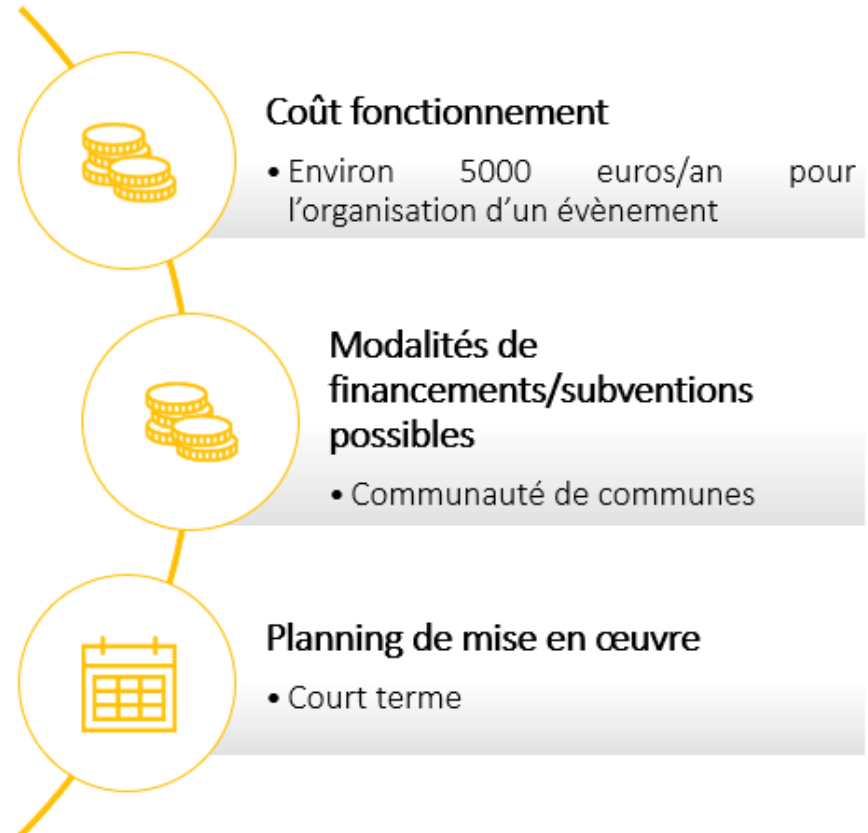 Coût fonctionnement
• Environ 5000 euros/an pour
l’organisation d’un évènement
Modalités de
financements/subventions
possibles
• Communauté de communes
Planning de mise en œuvre
• Court terme